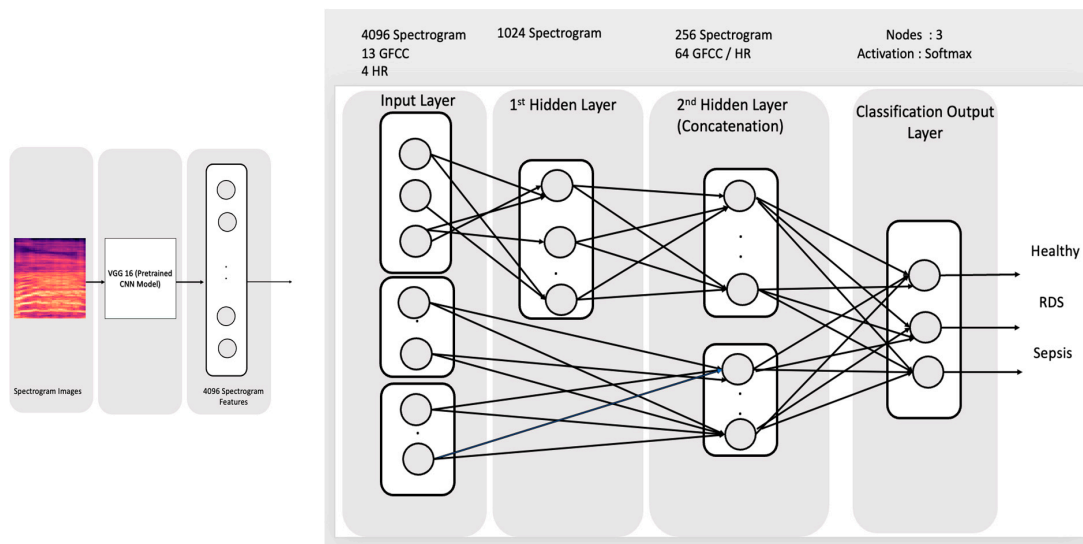 4096 Spectrogram
13 GFCC
4 HR
1024 Spectrogram
256 Spectrogram
64 GFCC / HR
Nodes : 3
Activation : Softmax
Input Layer
1st Hidden Layer
2nd Hidden Layer
(Concatenation)
Classification Output
Layer
VGG 16 (Pretrained
CNN Model)
Spectrogram Images
4096 Spectrogram
Features
Healthy
RDS
Sepsis